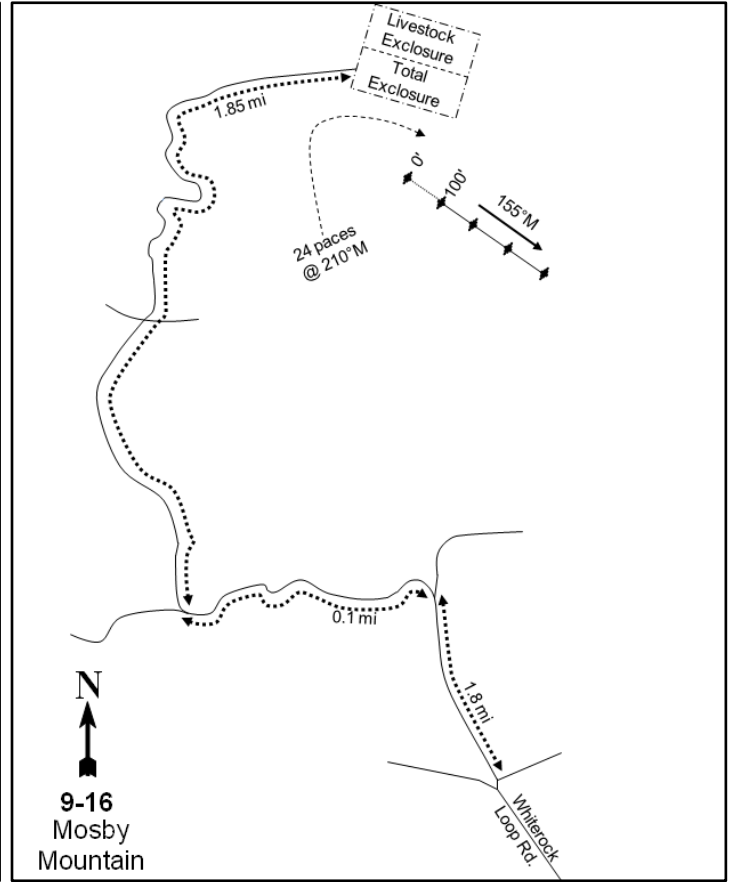 Livestock
Exclosure
Total
Exclosure
1.85 mi
0'
100'
155°M
24 paces
@ 210°M
0.1 mi
1.8 mi
N
9-16
Mosby
Mountain
Whiterock
Loop Rd.